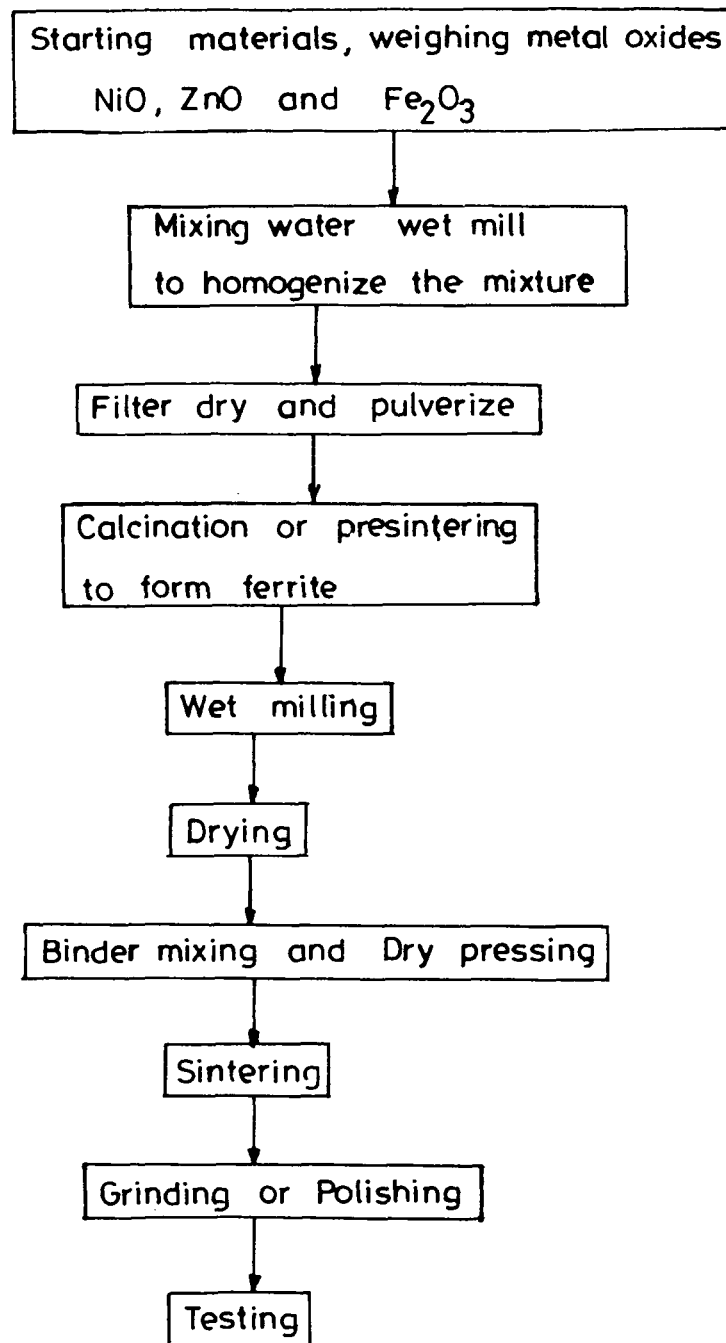 Starting materials, weighing metal oxides
NiO, ZnO and Fe₂O₃
Mixing water wet mill
to homogenize the mixture
Filter dry and pulverize
Calcination or presintering
to form ferrite
Wet milling
Drying
Binder mixing and Dry pressing
Sintering
Grinding or Polishing
Testing